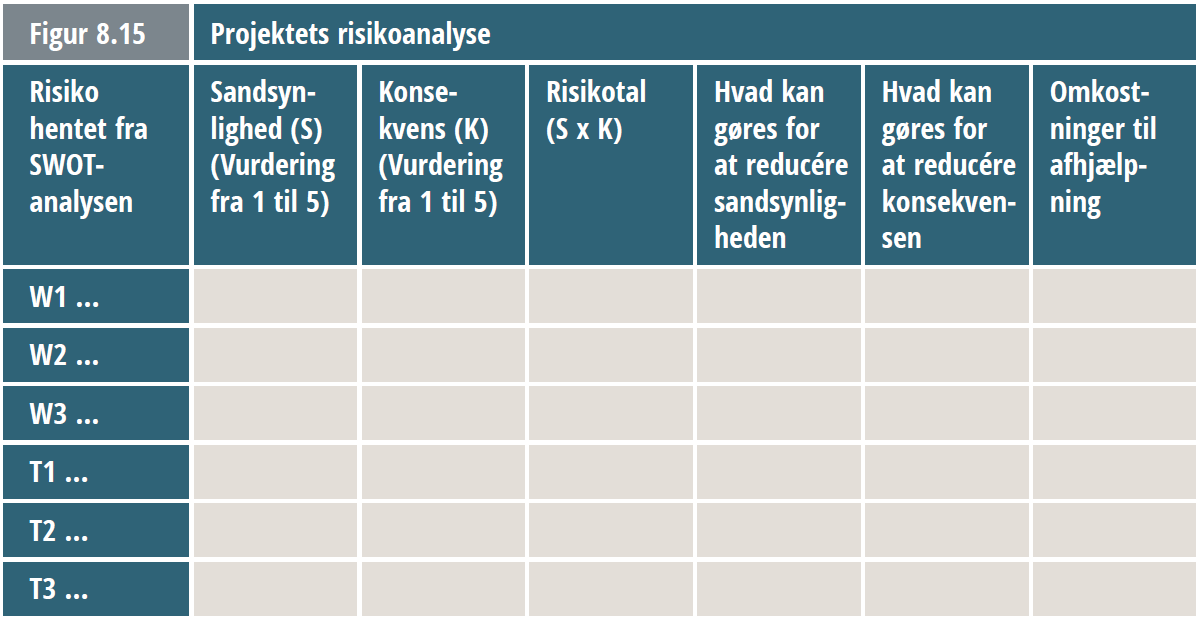 Figur 8.15
Projektets risikoanalyse
Risiko
hentet fra
SWOT-
analysen
Sandsyn-
lighed (S)
(Vurdering
fra 1 til 5)
Konse-
kvens (K)
(Vurdering
fra 1 til 5)
Risikotal
(S x K)
Hvad kan
gøres for
at reducére
sandsynlig-
heden
Hvad kan
gøres for
at reducére
konsekven-
sen
Omkost-
ninger til
afhjælp-
ning
W1 ...
W2 ...
W3 ...
T1 ...
T2 ...
T3 ...